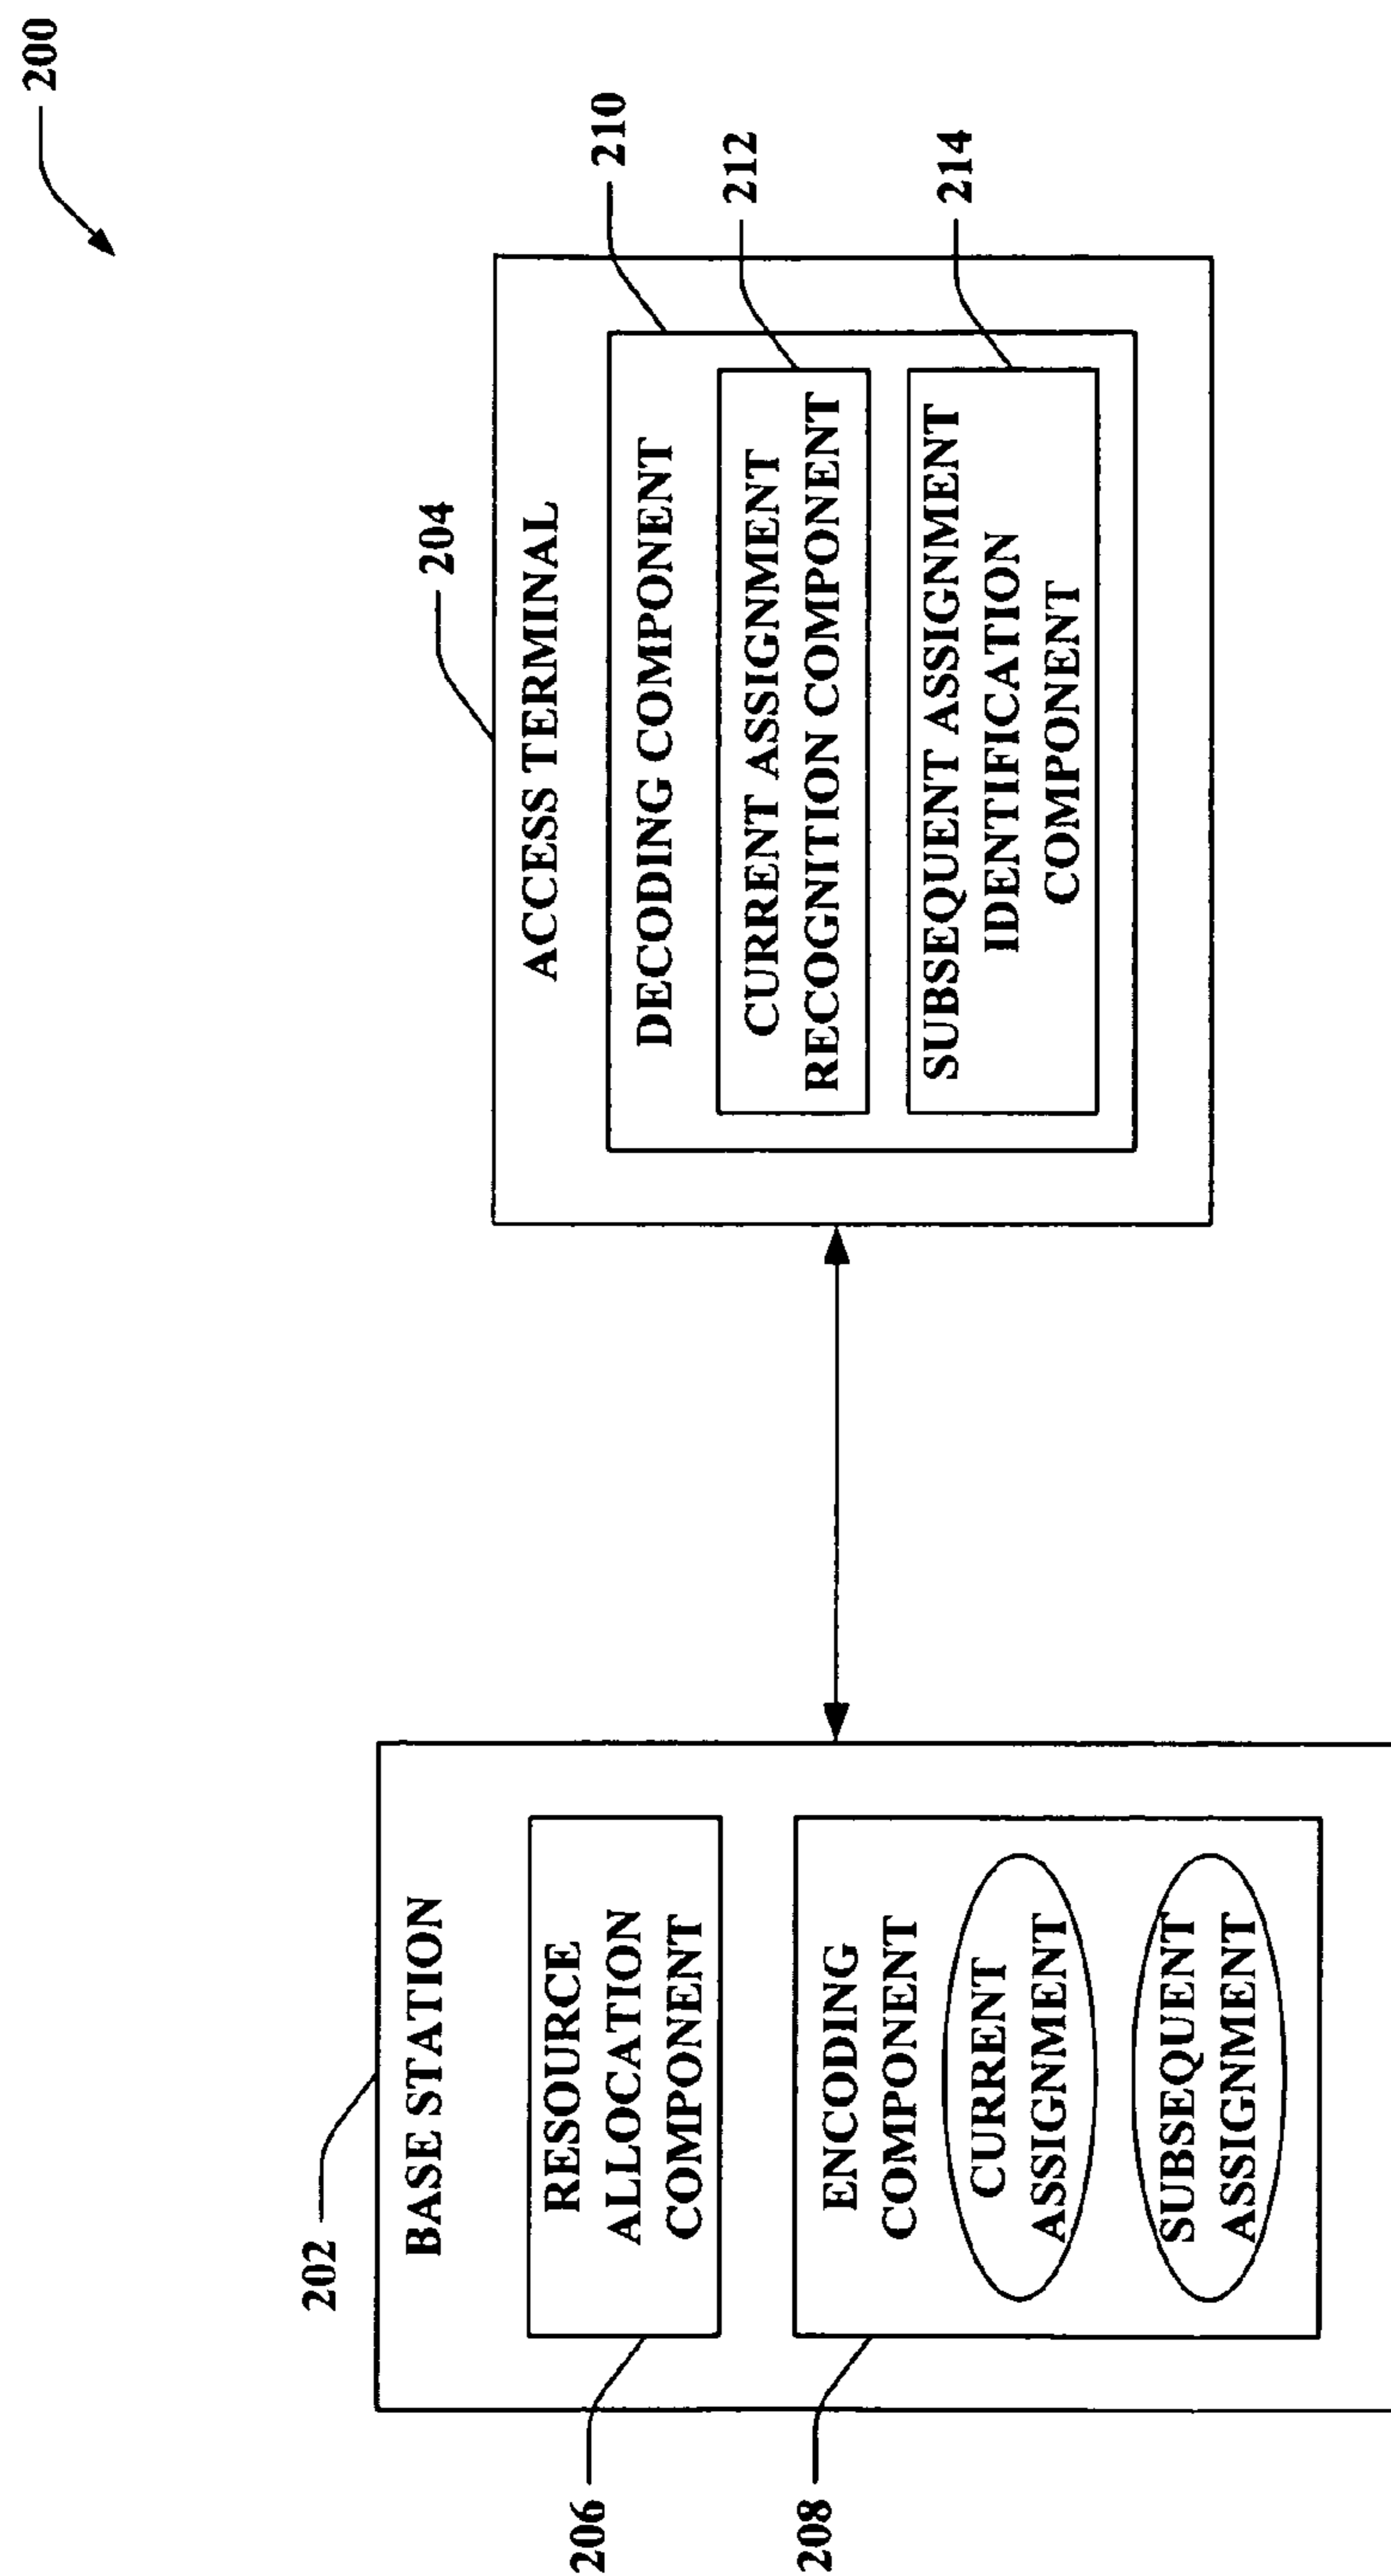 200
202
BASE STATION
RESOURCE
ALLOCATION
COMPONENT
206
ENCODING
COMPONENT
CURRENT
ASSIGNMENT
SUBSEQUENT
ASSIGNMENT
208
204
ACCESS TERMINAL
210
DECODING COMPONENT
212
CURRENT ASSIGNMENT
RECOGNITION COMPONENT
214
SUBSEQUENT ASSIGNMENT
IDENTIFICATION
COMPONENT